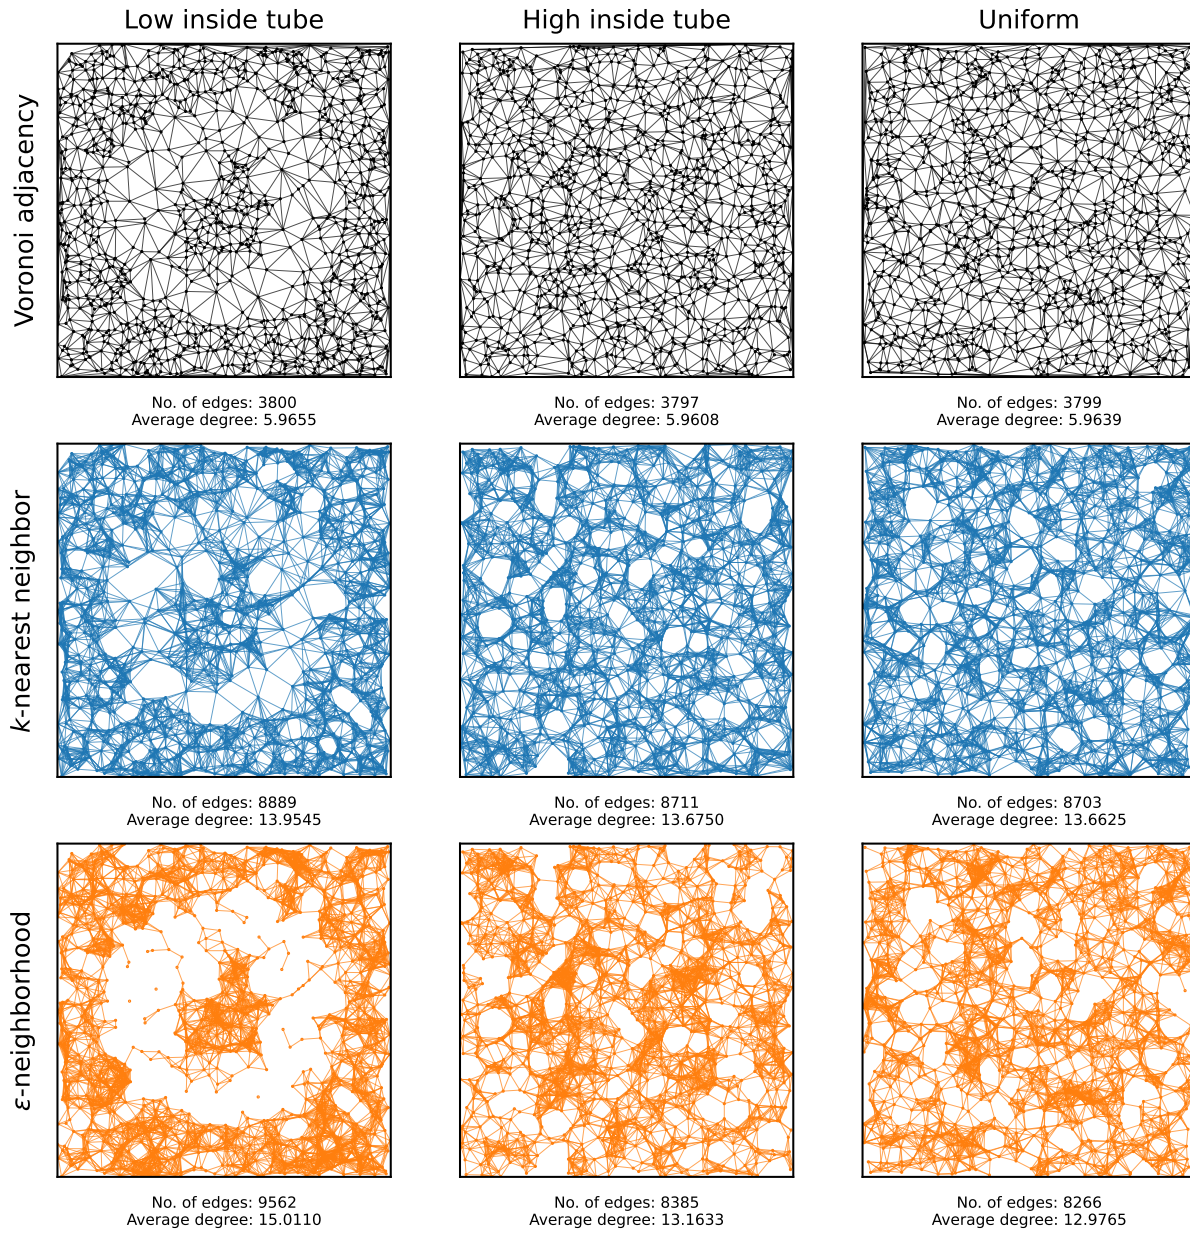 Low inside tube
High inside tube
Uniform
Voronoi adjacency
No. of edges: 3800
Average degree: 5.9655
No. of edges: 3797
Average degree: 5.9608
No. of edges: 3799
Average degree: 5.9639
k-nearest neighbor
No. of edges: 8889
Average degree: 13.9545
No. of edges: 8711
Average degree: 13.6750
No. of edges: 8703
Average degree: 13.6625
ε-neighborhood
No. of edges: 9562
Average degree: 15.0110
No. of edges: 8385
Average degree: 13.1633
No. of edges: 8266
Average degree: 12.9765